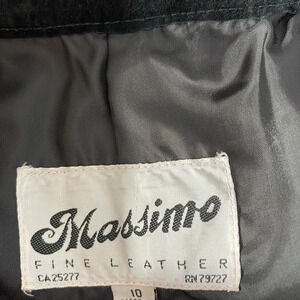 Massimo
FINE LEATHER
CA25277 RN79727
10